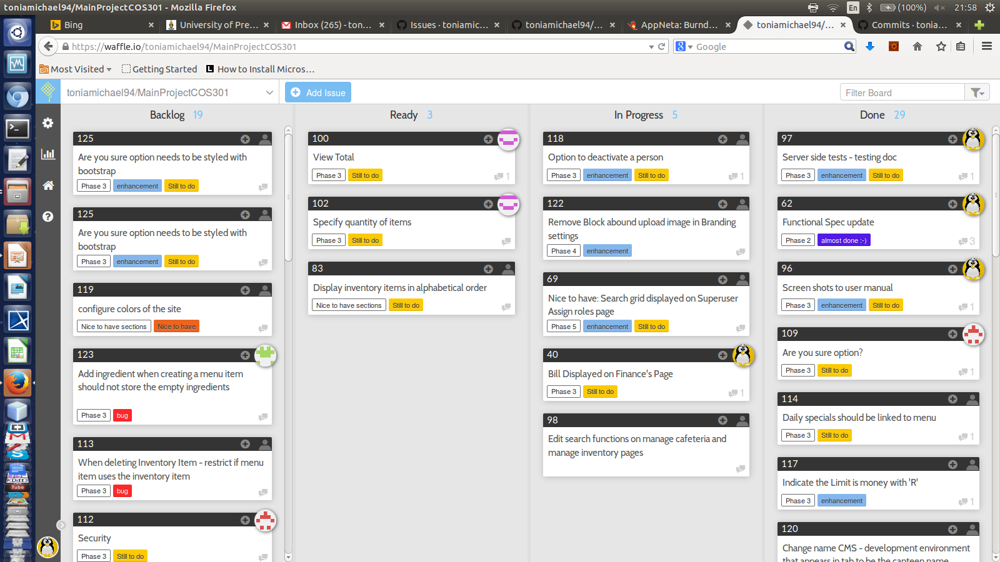 toniamichael94/MainProjectCOS301 - Mozilla Firefox
En (100%) 21:58
Bing
University of Pre...
Inbox (265) - ton...
Issues · toniamic...
toniamichael94/...
AppNeta: Burnd...
toniamichael94/...
Commits · tonia...
https://waffle.io/toniamichael94/MainProjectCOS301
Google
Most Visited
Getting Started
How to Install Micros...
toniamichael94/MainProjectCOS301
Add Issue
Filter Board
Backlog 19
125
Are you sure option needs to be styled with
bootstrap
Phase 3 enhancement Still to do
125
Are you sure option needs to be styled with
bootstrap
Phase 3 enhancement Still to do
119
configure colors of the site
Nice to have sections Nice to have
123
Add ingredient when creating a menu item
should not store the empty ingredients
Phase 3 bug
113
When deleting Inventory Item - restrict if menu
item uses the inventory item
Phase 3 bug
112
Security
Phase 3 Still to do
Ready 3
100
View Total
Phase 3 Still to do 1
102
Specify quantity of items
Phase 3 Still to do
83
Display inventory items in alphabetical order
Nice to have sections Still to do
In Progress 5
118
Option to deactivate a person
Phase 3 enhancement Still to do 1
122
Remove Block abound upload image in Branding
settings
Phase 4 enhancement
69
Nice to have: Search grid displayed on Superuser
Assign roles page
Phase 5 enhancement Still to do
40
Bill Displayed on Finance's Page
Phase 3 Still to do 1
98
Edit search functions on manage cafeteria and
manage inventory pages
Done 29
97
Server side tests - testing doc
Phase 3 enhancement Still to do 1
62
Functional Spec update
Phase 2 almost done :-) 3
96
Screen shots to user manual
Phase 3 enhancement Still to do 1
109
Are you sure option?
Phase 3 Still to do 1
114
Daily specials should be linked to menu
Phase 3 Still to do 1
117
Indicate the Limit is money with 'R'
Phase 3 enhancement 1
120
Change name CMS - development environment
that appears in tab to be the canteen name